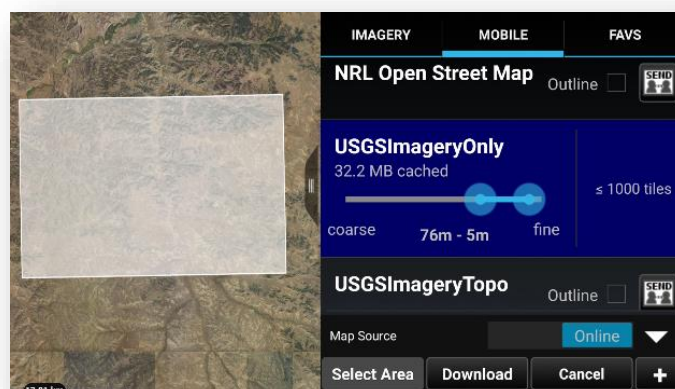 IMAGERY MOBILE FAVS
NRL Open Street Map
Outline
SEND
USGSImageryOnly
32.2 MB cached
≤ 1000 tiles
coarse
76m - 5m
fine
USGSImageryTopo
Outline
SEND
Map Source
Online
Select Area Download Cancel +